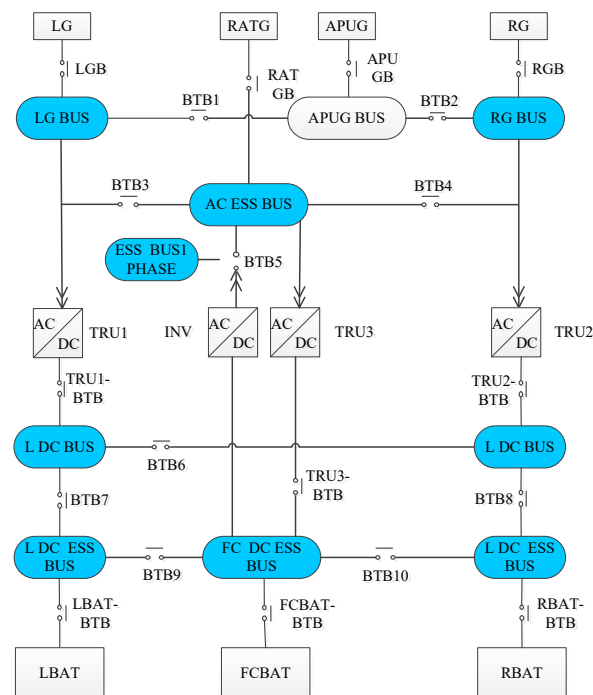 LG
RATG
APUG
RG
LGB
RAT
GB
APU
GB
RGB
BTB1
BTB2
LG BUS
APUG BUS
RG BUS
BTB3
BTB4
AC ESS BUS
ESS BUS1
PHASE
BTB5
AC
DC
TRU1
INV
AC
DC
AC
DC
TRU3
AC
DC
TRU2
TRU1-
BTB
TRU2-
BTB
L DC BUS
L DC BUS
BTB6
TRU3-
BTB
BTB7
BTB8
L DC ESS
BUS
FC DC ESS
BUS
L DC ESS
BUS
BTB9
BTB10
LBAT-
BTB
FCBAT-
BTB
RBAT-
BTB
LBAT
FCBAT
RBAT